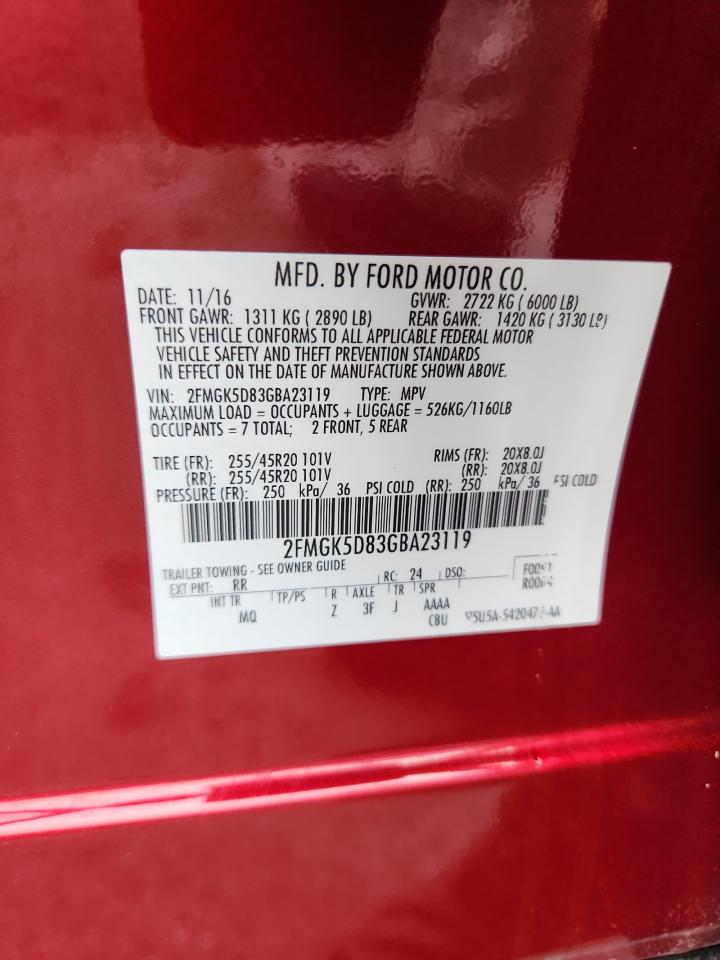 MFD. BY FORD MOTOR CO.
DATE: 11/16 GVWR: 2722 KG ( 6000 LB)
FRONT GAWR: 1311 KG ( 2890 LB) REAR GAWR: 1420 KG ( 3130 LB)
THIS VEHICLE CONFORMS TO ALL APPLICABLE FEDERAL MOTOR
VEHICLE SAFETY AND THEFT PREVENTION STANDARDS
IN EFFECT ON THE DATE OF MANUFACTURE SHOWN ABOVE.
VIN: 2FMGK5D83GBA23119 TYPE: MPV
MAXIMUM LOAD = OCCUPANTS + LUGGAGE = 526KG/1160LB
OCCUPANTS = 7 TOTAL; 2 FRONT, 5 REAR
TIRE (FR): 255/45R20 101V RIMS (FR): 20X8.0J
(RR): 255/45R20 101V (RR): 20X8.0J
PRESSURE (FR): 250 kPa/ 36 PSI COLD (RR): 250 kPa/ 36 PSI COLD
2FMGK5D83GBA23119
TRAILER TOWING - SEE OWNER GUIDE
EXT PNT: RR RC: 24 DSO:
INT TR TP/PS R AXLE TR SPR
MQ Z 3F J AAAA
CBU